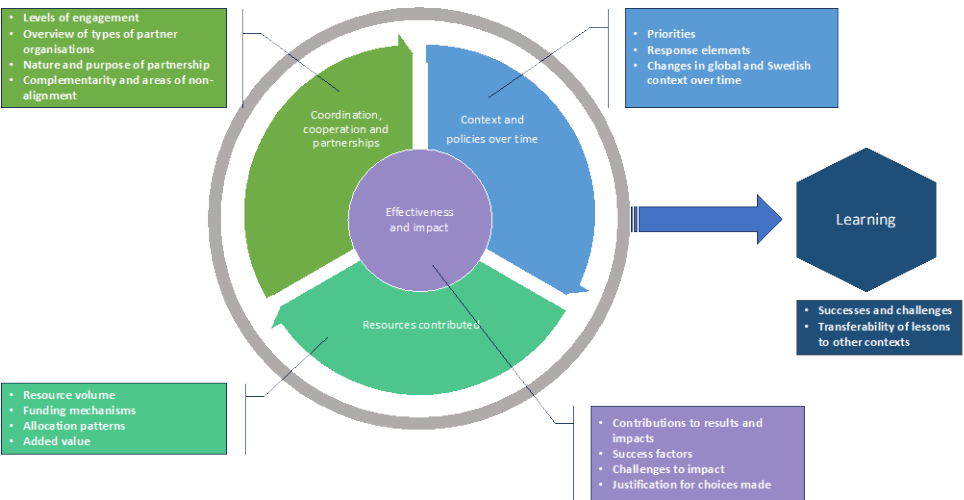 • Levels of engagement
• Overview of types of partner
organisations
• Nature and purpose of partnership
• Complementarity and areas of non-
alignment
• Priorities
• Response elements
• Changes in global and Swedish
context over time
Coordination,
cooperation and
partnerships
Context and
policies over time
Effectiveness
and impact
Learning
• Successes and challenges
• Transferability of lessons
to other contexts
Resources contributed
• Resource volume
• Funding mechanisms
• Allocation patterns
• Added value
• Contributions to results and
impacts
• Success factors
• Challenges to impact
• Justification for choices made